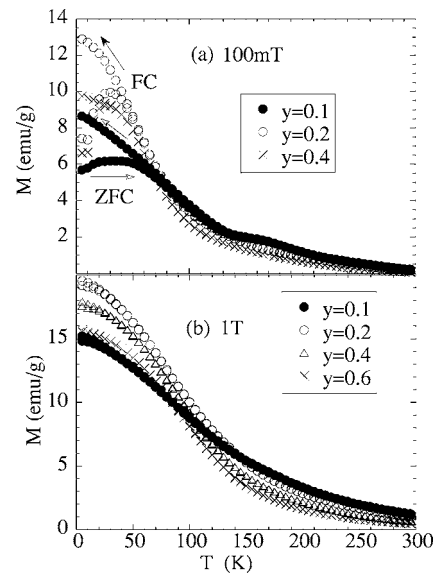 14
12
10
8
6
4
2
M (emu/g)
(a) 100mT
FC
ZFC
y=0.1
y=0.2
y=0.4
15
10
5
0
M (emu/g)
(b) 1T
y=0.1
y=0.2
y=0.4
y=0.6
0 50 100 150 200 250 300
T (K)